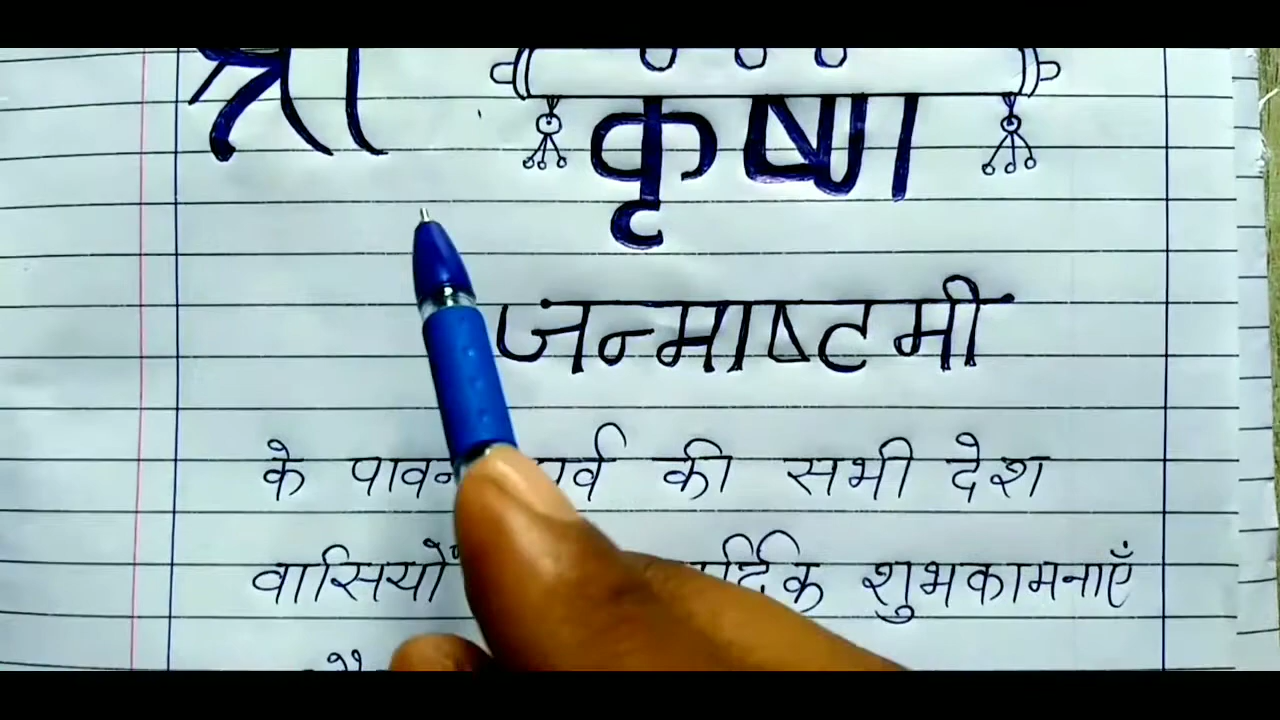 श्री कृष्ण
जन्माष्टमी
के पावन पर्व की सभी देश
वासियों हार्दिक शुभकामनाएँ